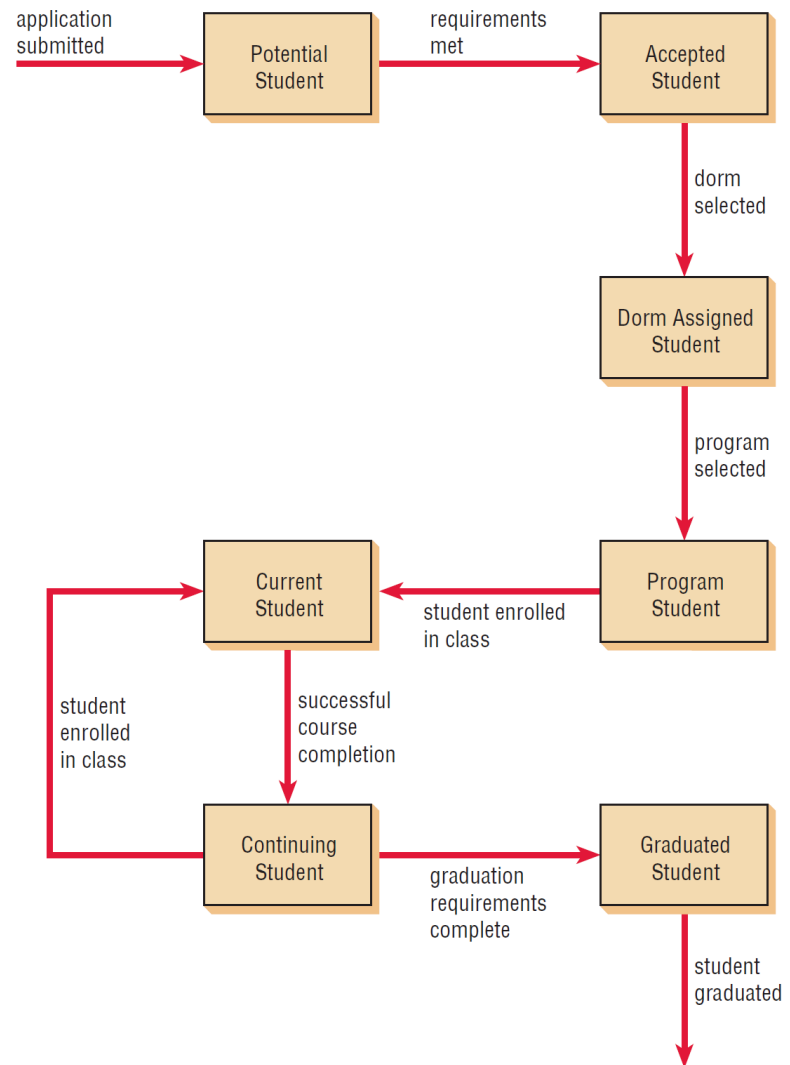 application
submitted
Potential
Student
requirements
met
Accepted
Student
dorm
selected
Dorm Assigned
Student
program
selected
Program
Student
student enrolled
in class
Current
Student
successful
course
completion
student
enrolled
in class
Continuing
Student
graduation
requirements
complete
Graduated
Student
student
graduated